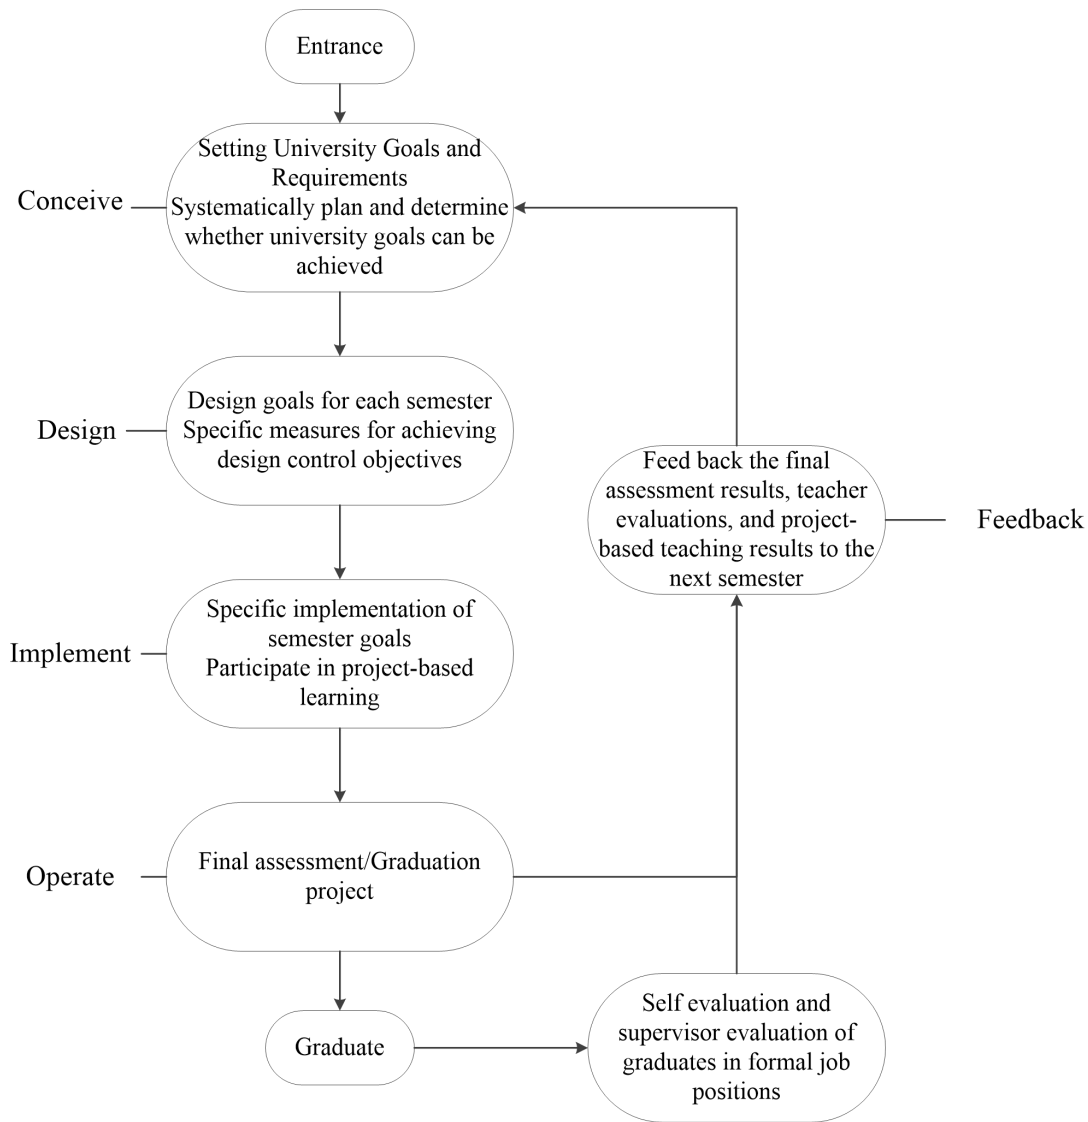 Entrance
Setting University Goals and
Requirements
Systematically plan and determine
whether university goals can be
achieved
Conceive
Design goals for each semester
Specific measures for achieving
design control objectives
Design
Feed back the final
assessment results, teacher
evaluations, and project-
based teaching results to the
next semester
Feedback
Specific implementation of
semester goals
Participate in project-based
learning
Implement
Final assessment/Graduation
project
Operate
Graduate
Self evaluation and
supervisor evaluation of
graduates in formal job
positions